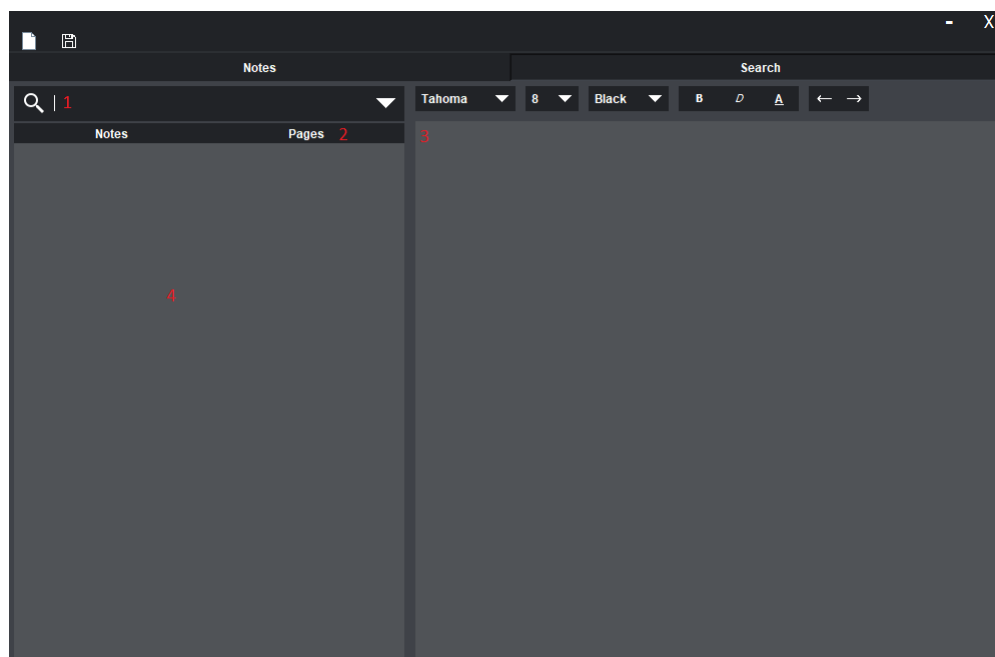 - X
Notes Search
1
Tahoma 8 Black B D A ← →
Notes Pages 2
3
4